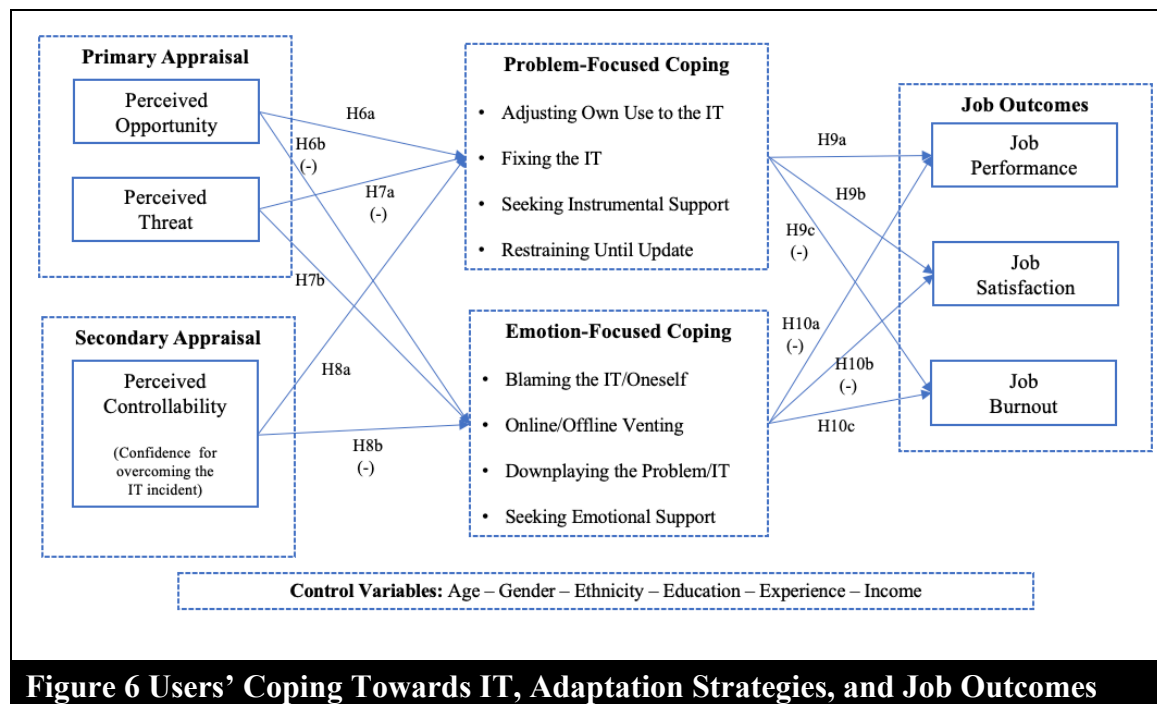 Primary Appraisal
Perceived
Opportunity
Perceived
Threat
Secondary Appraisal
Perceived
Controllability
(Confidence for
overcoming the
IT incident)
H6a
H6b
(-)
H7a
(-)
H7b
H8a
H8b
(-)
Problem-Focused Coping
• Adjusting Own Use to the IT
• Fixing the IT
• Seeking Instrumental Support
• Restraining Until Update
Emotion-Focused Coping
• Blaming the IT/Oneself
• Online/Offline Venting
• Downplaying the Problem/IT
• Seeking Emotional Support
H9a
H9b
H9c
(-)
H10a
(-)
H10b
(-)
H10c
Job Outcomes
Job
Performance
Job
Satisfaction
Job
Burnout
Control Variables: Age – Gender – Ethnicity – Education – Experience – Income
Figure 6 Users’ Coping Towards IT, Adaptation Strategies, and Job Outcomes